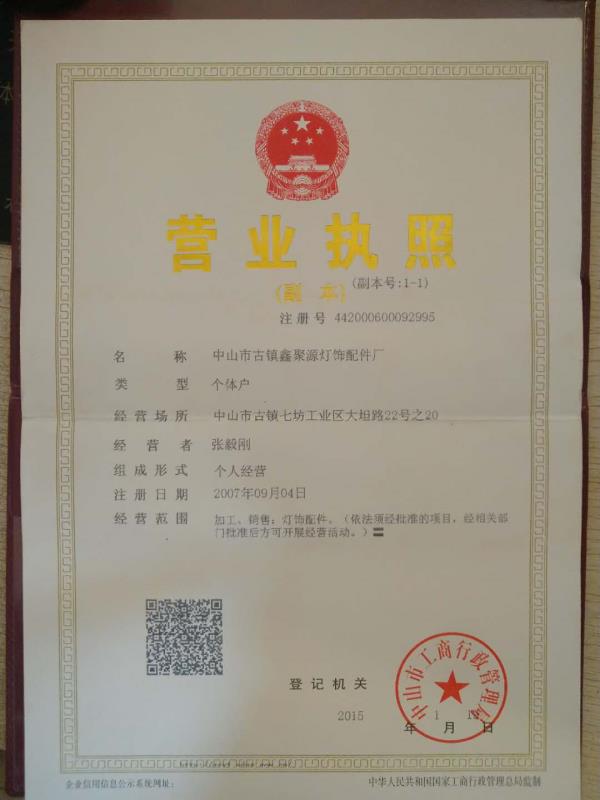 营业执照
(副 本)
(副本号:1-1)
注册号 442000600092995
名称 中山市古镇鑫聚源灯饰配件厂
类型 个体户
经营场所 中山市古镇七坊工业区大坦路22号之20
经营者 张毅刚
组成形式 个人经营
注册日期 2007年09月04日
经营范围 加工、销售：灯饰配件。（依法须经批准的项目，经相关部
门批准后方可开展经营活动。）〓
中山市工商行政管理局
登记机关
2015 年 1 月 日
企业信用信息公示系统网址：
中华人民共和国国家工商行政管理总局监制